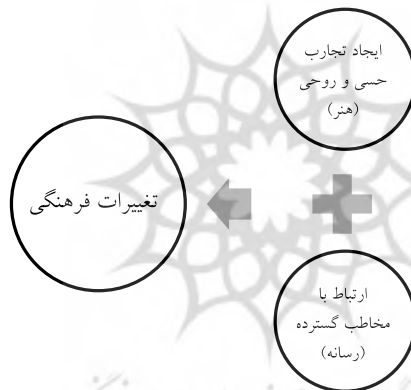 ایجاد تجارب
حسی و روحی
(هنر)
ارتباط با
مخاطب گسترده
(رسانه)
تغییرات فرهنگی